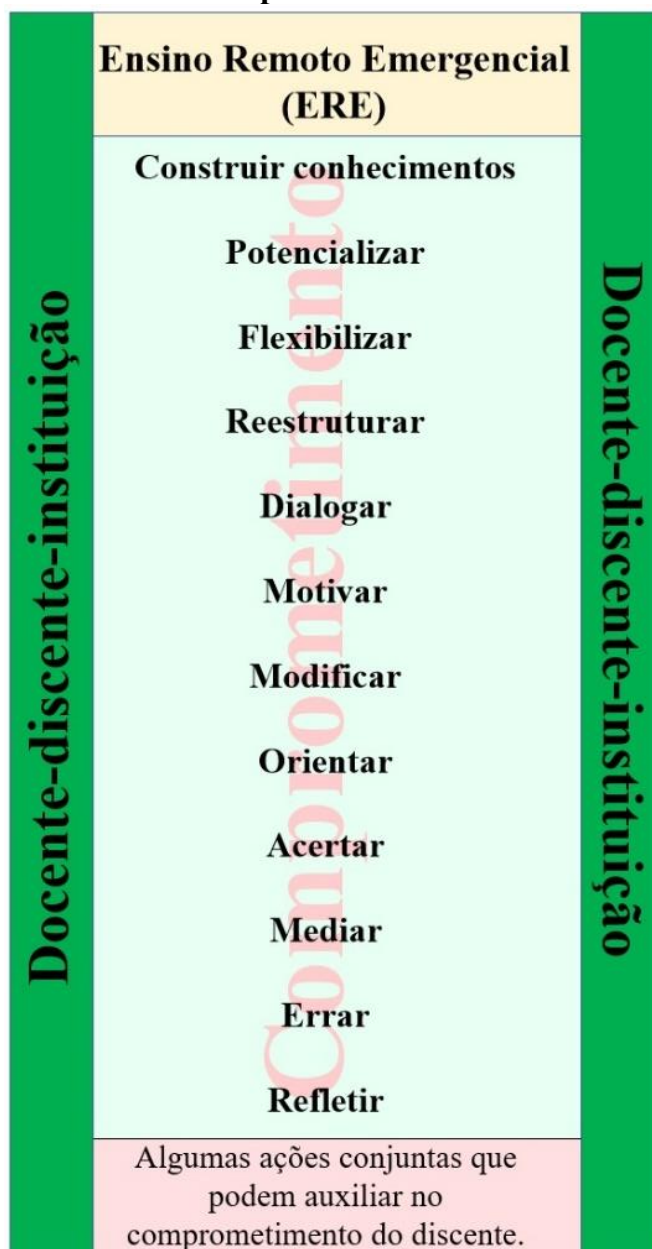 Ensino Remoto Emergencial
(ERE)
Docente-discente-instituição
Comprometimento
Construir conhecimentos
Potencializar
Flexibilizar
Reestruturar
Dialogar
Motivar
Modificar
Orientar
Acertar
Mediar
Errar
Refletir
Docente-discente-instituição
Algumas ações conjuntas que
podem auxiliar no
comprometimento do discente.